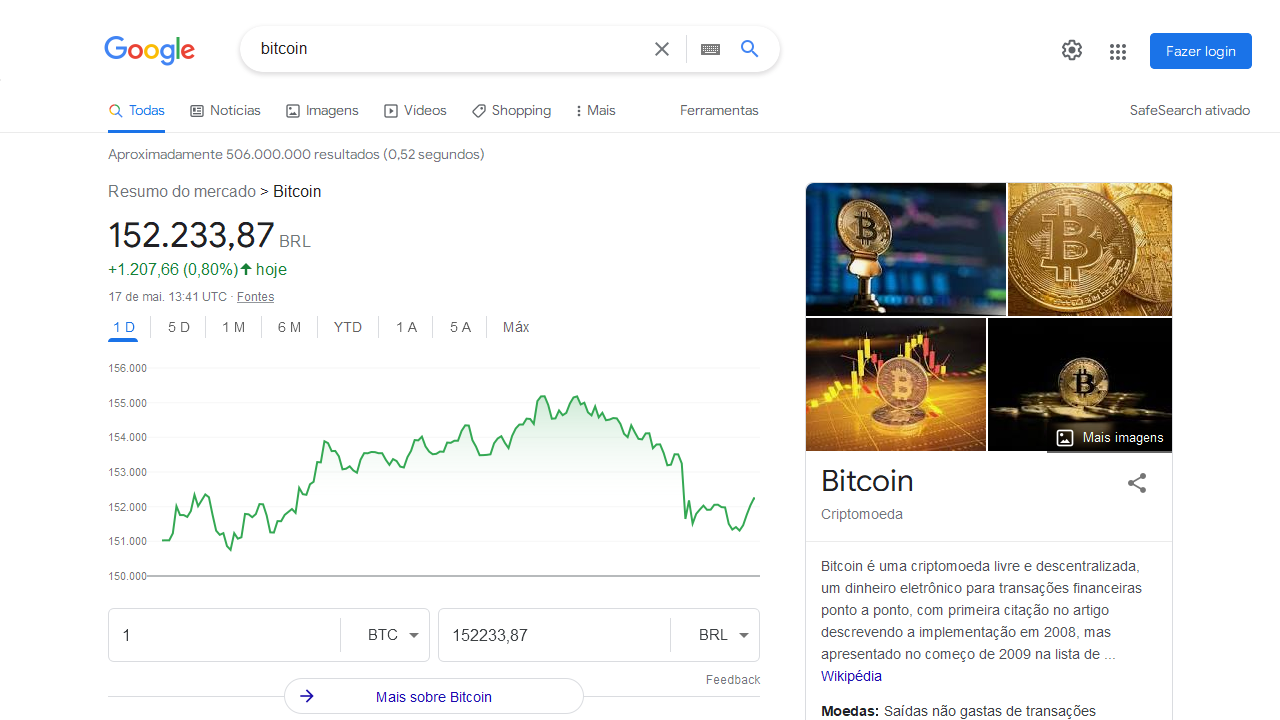 Google
bitcoin
Fazer login
Todas
Notícias
Imagens
Vídeos
Shopping
Mais
Ferramentas
SafeSearch ativado
Aproximadamente 506.000.000 resultados (0,52 segundos)
Resumo do mercado > Bitcoin
152.233,87 BRL
+1.207,66 (0,80%) hoje
17 de mai. 13:41 UTC · Fontes
1 D
5 D
1 M
6 M
YTD
1 A
5 A
Máx
156.000
155.000
154.000
153.000
152.000
151.000
150.000
1
BTC
152233,87
BRL
Feedback
Mais sobre Bitcoin
Mais imagens
Bitcoin
Criptomoeda
Bitcoin é uma criptomoeda livre e descentralizada,
um dinheiro eletrônico para transações financeiras
ponto a ponto, com primeira citação no artigo
descrevendo a implementação em 2008, mas
apresentado no começo de 2009 na lista de ...
Wikipédia
Moedas: Saídas não gastas de transações